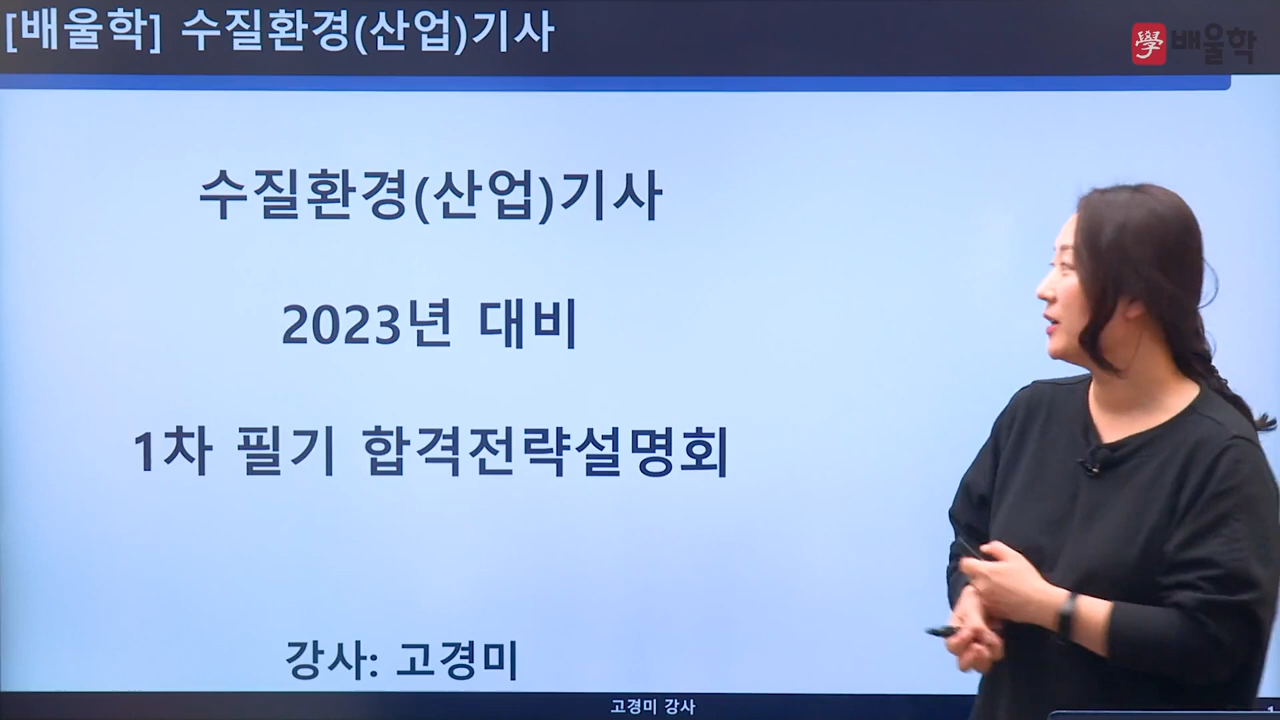 [배울학] 수질환경(산업)기사
學 배울학
수질환경(산업)기사
2023년 대비
1차 필기 합격전략설명회
강사: 고경미
고경미 강사
1